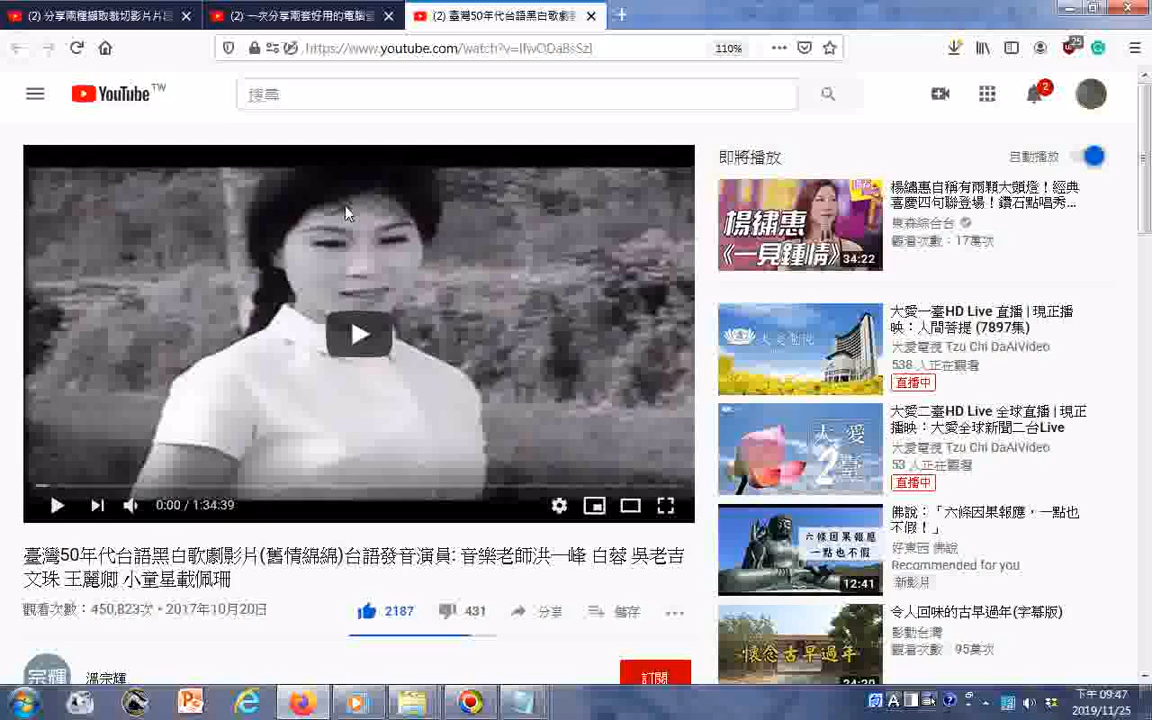 (2) 分享兩種擷取裁切影片片
(2) 一次分享兩套好用的電腦
(2) 臺灣50年代台語黑白歌劇
https://www.youtube.com/watch?v=
110%
25
YouTube TW
搜尋
2
即將播放
自動播放
楊繡惠
《一見鍾情》
34:22
楊繡惠自稱有兩顆大頭燈！經典
喜慶四句聯登場！鑽石點唱秀...
東森綜合台
觀看次數：17萬次
大愛一臺HD Live 直播 | 現正播
映：人間菩提 (7897集)
大愛電視 Tzu Chi DaAiVideo
538 人正在觀看
直播中
大愛
2
臺
大愛二臺HD Live 全球直播 | 現正
播映：大愛全球新聞二台Live
大愛電視 Tzu Chi DaAiVideo
53 人正在觀看
直播中
六條因果報應
一點也不假
12:41
佛說：「六條因果報應，一點也
不假！」
好東西 佛說
Recommended for you
新影片
懷念古早過年
令人回味的古早過年(字幕版)
影動台灣
觀看次數： 95萬次
0:00 / 1:34:39
臺灣50年代台語黑白歌劇影片(舊情綿綿)台語發音演員: 音樂老師洪一峰 白蓉 吳老吉
文珠 王麗卿 小童星戴佩珊
觀看次數：450,823次 • 2017年10月20日
2187
431
分享
儲存
宗輝
溫宗輝
訂閱
下午 09:47
2019/11/25